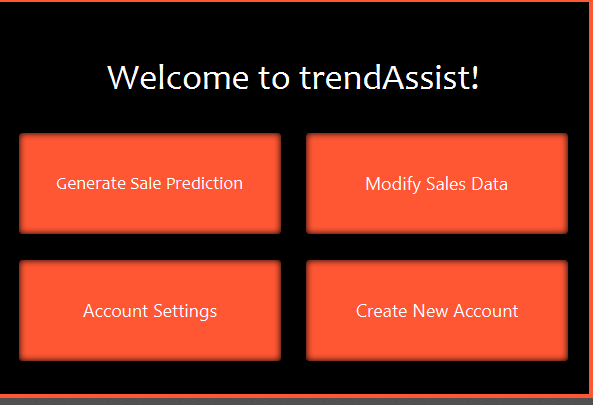 Welcome to trendAssist!
Generate Sale Prediction
Modify Sales Data
Account Settings
Create New Account